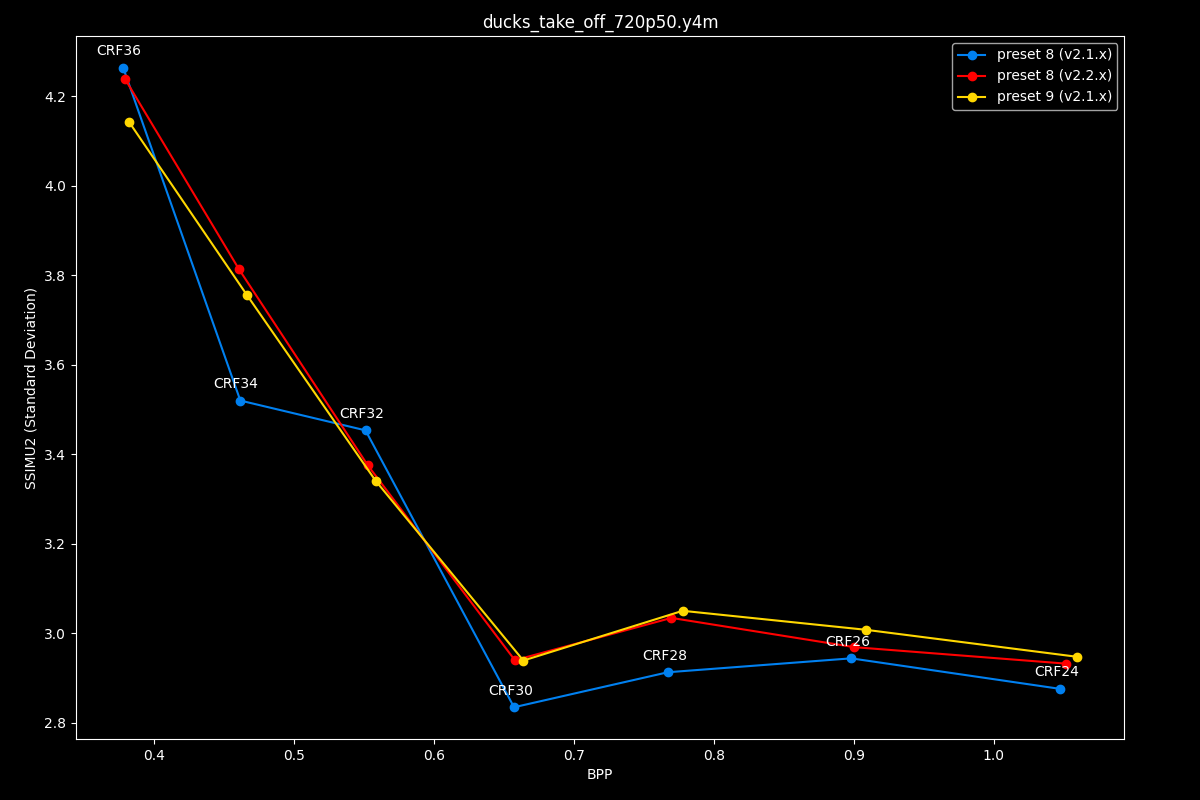 ducks_take_off_720p50.y4m
CRF36
preset 8 (v2.1.x)
preset 8 (v2.2.x)
preset 9 (v2.1.x)
4.2
4.0
3.8
3.6
3.4
3.2
3.0
2.8
SSIMU2 (Standard Deviation)
CRF34
CRF32
CRF30
CRF28
CRF26
CRF24
0.4
0.5
0.6
0.7
0.8
0.9
1.0
BPP